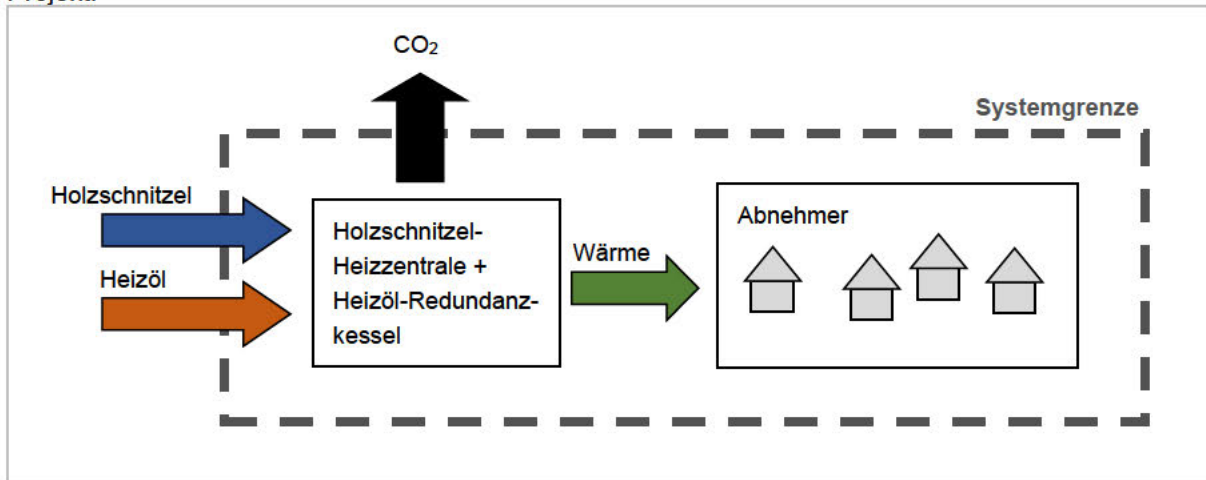 CO₂
Systemgrenze
Holzschnitzel
Heizöl
Holzschnitzel-
Heizzentrale +
Heizöl-Redundanz-
kessel
Wärme
Abnehmer